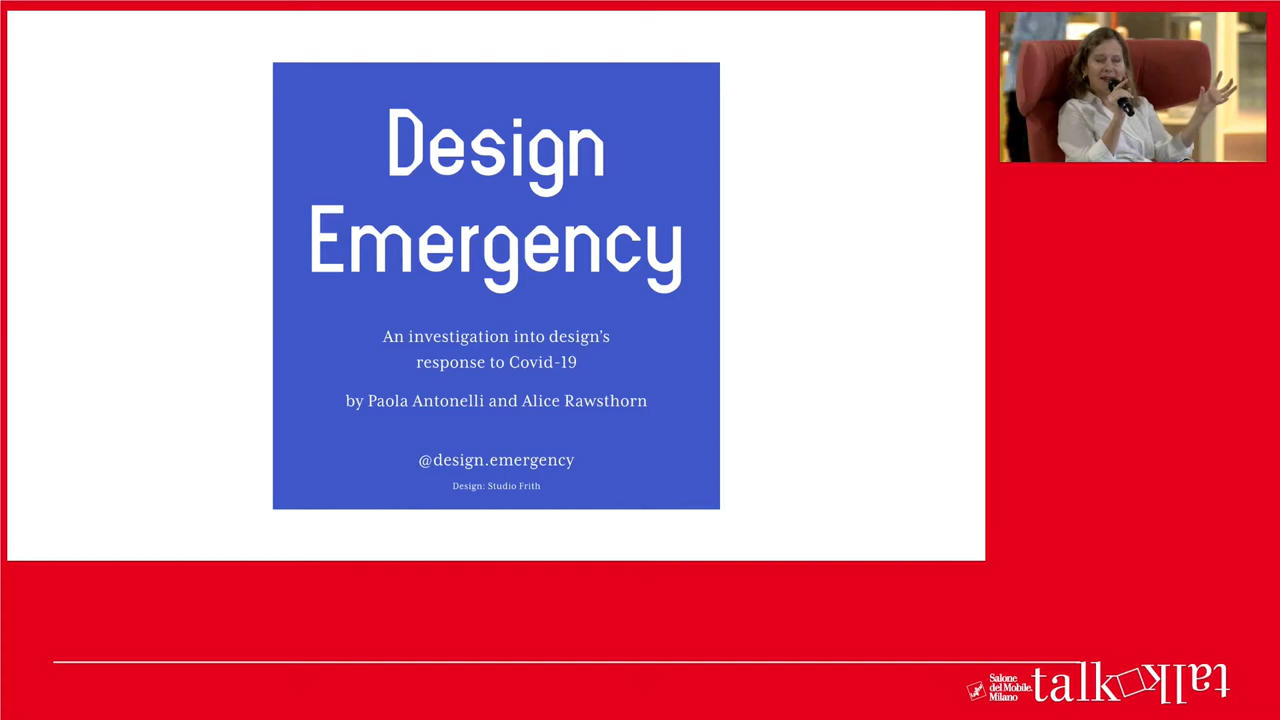 Design
Emergency
An investigation into design's
response to Covid-19
by Paola Antonelli and Alice Rawsthorn
@design.emergency
Design: Studio Frith
Salone
del Mobile.
Milano
talk
talk